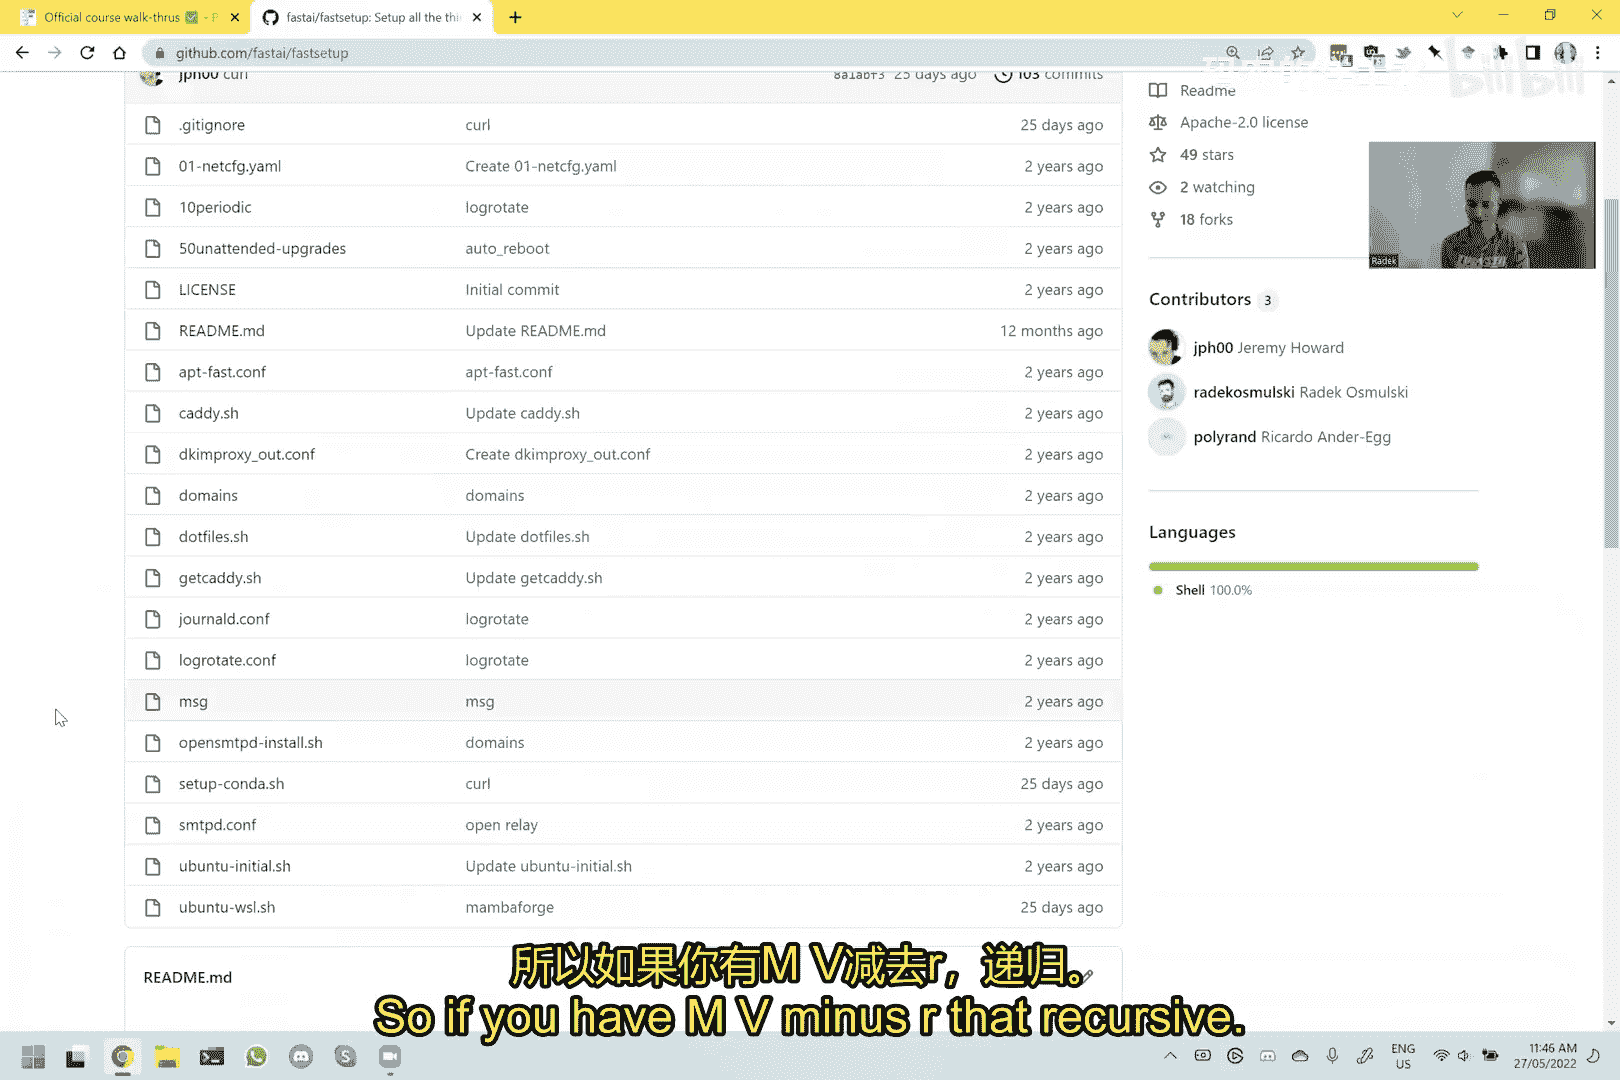 Official course walk-thrus ✅ - F
fastai/fastsetup: Setup all the thi
github.com/fastai/fastsetup
jph00 curl 8a1abf3 25 days ago 103 commits
.gitignore curl 25 days ago
01-netcfg.yaml Create 01-netcfg.yaml 2 years ago
10periodic logrotate 2 years ago
50unattended-upgrades auto_reboot 2 years ago
LICENSE Initial commit 2 years ago
README.md Update README.md 12 months ago
apt-fast.conf apt-fast.conf 2 years ago
caddy.sh Update caddy.sh 2 years ago
dkimproxy_out.conf Create dkimproxy_out.conf 2 years ago
domains domains 2 years ago
dotfiles.sh Update dotfiles.sh 2 years ago
getcaddy.sh Update getcaddy.sh 2 years ago
journald.conf logrotate 2 years ago
logrotate.conf logrotate 2 years ago
msg msg 2 years ago
opensmtpd-install.sh domains 2 years ago
setup-conda.sh curl 25 days ago
smtpd.conf open relay 2 years ago
ubuntu-initial.sh Update ubuntu-initial.sh 2 years ago
ubuntu-wsl.sh mambaforge 25 days ago
README.md
Readme
Apache-2.0 license
49 stars
2 watching
18 forks
Radek
Contributors 3
jph00 Jeremy Howard
radekosmulski Radek Osmulski
polyrand Ricardo Ander-Egg
Languages
Shell 100.0%
bilibili
所以如果你有M V减去r，递归。
So if you have M V minus r that recursive.
ENG
US
11:46 AM
27/05/2022